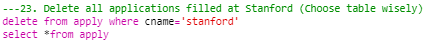 ---23. Delete all applications filled at Stanford (Choose table wisely)
delete from apply where cname='stanford'
select *from apply